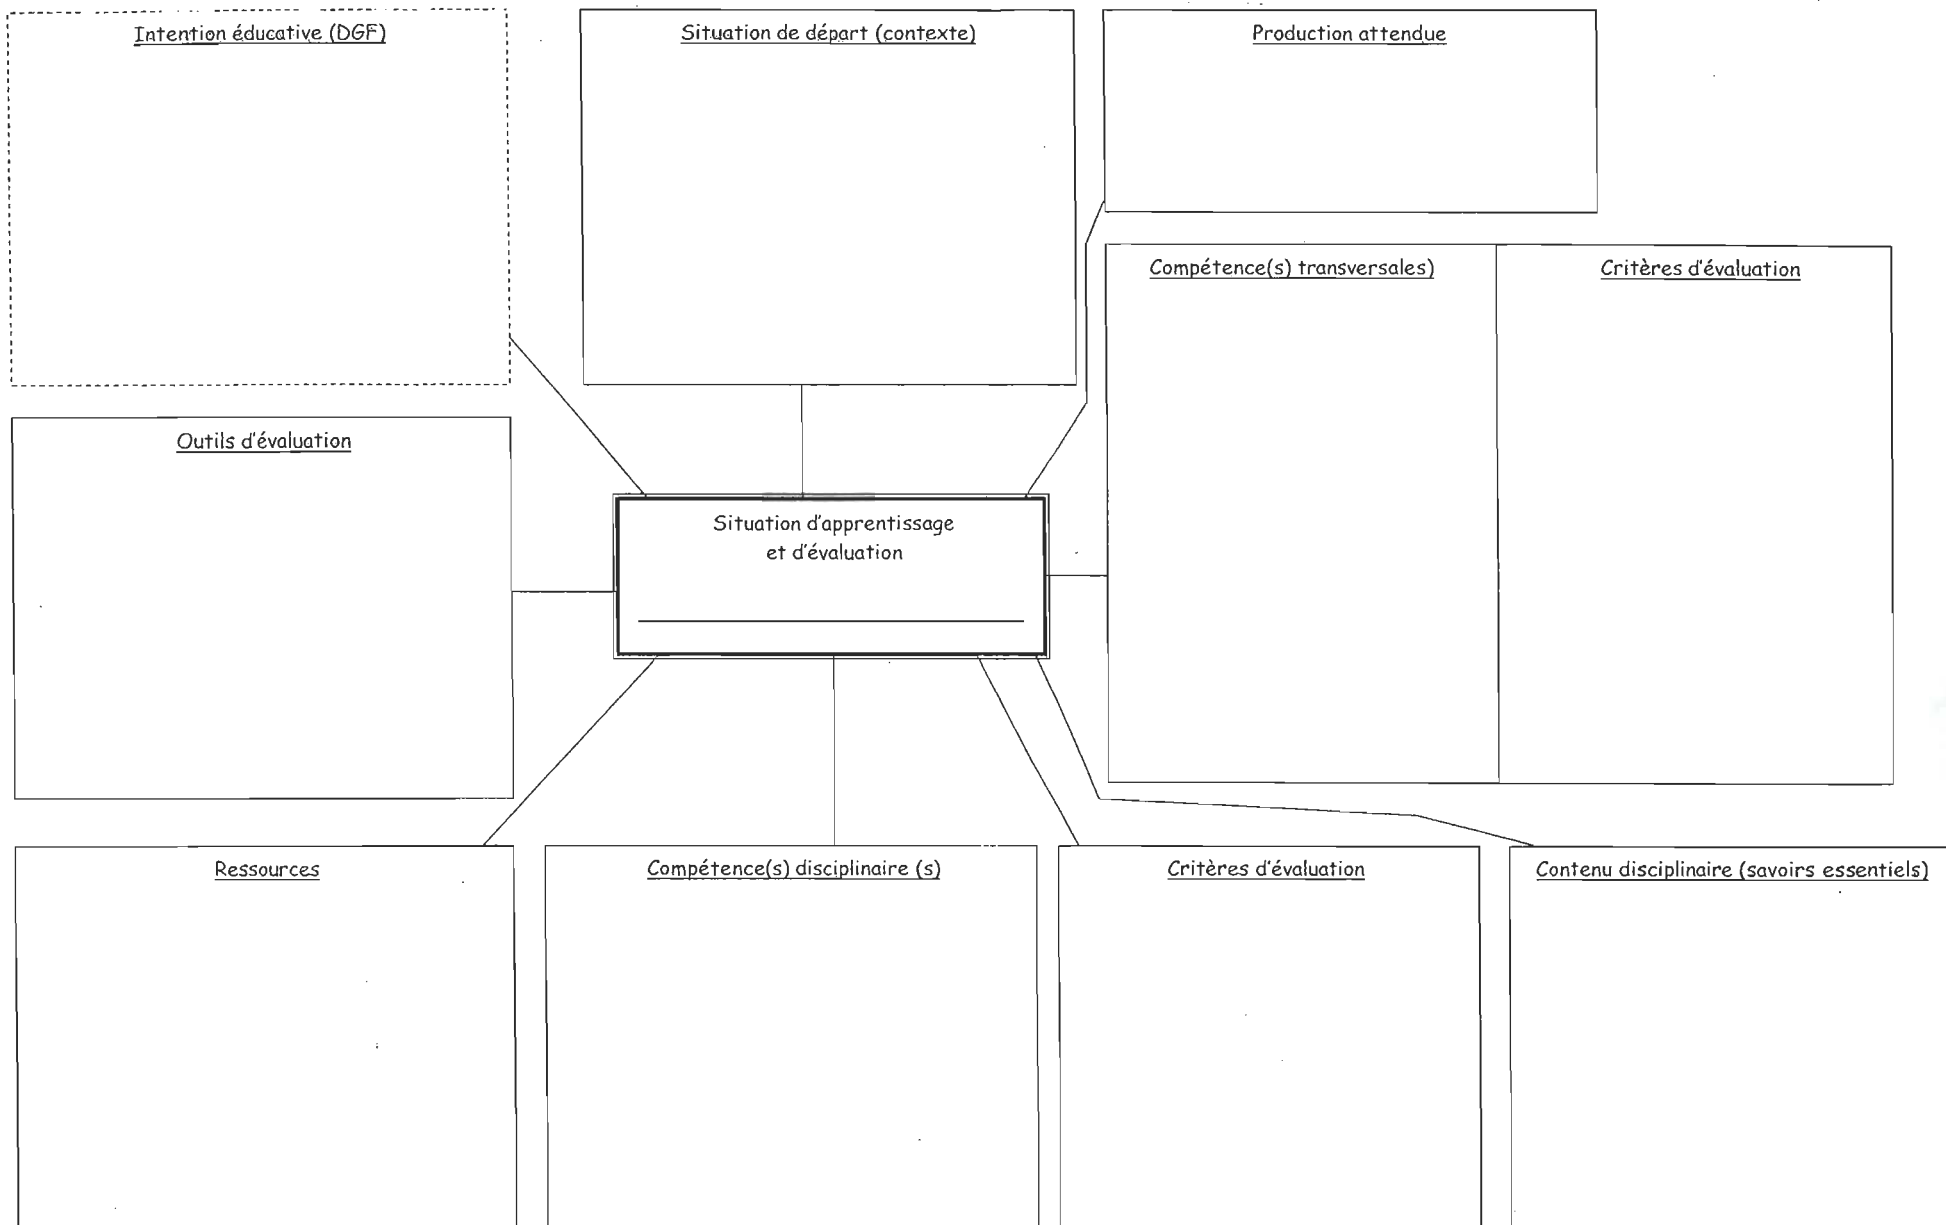 Intention éducative (DGF)
Situation de départ (contexte)
Production attendue
Compétence(s) transversales)
Critères d'évaluation
Outils d'évaluation
Situation d'apprentissage
et d'évaluation
Ressources
Compétence(s) disciplinaire (s)
Critères d'évaluation
Contenu disciplinaire (savoirs essentiels)